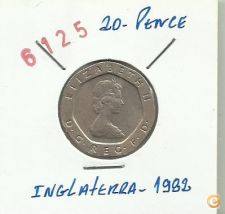 6125
20- PENCE
ELIZABETH II
D·G·REG·F·D·
INGLATERRA- 1982